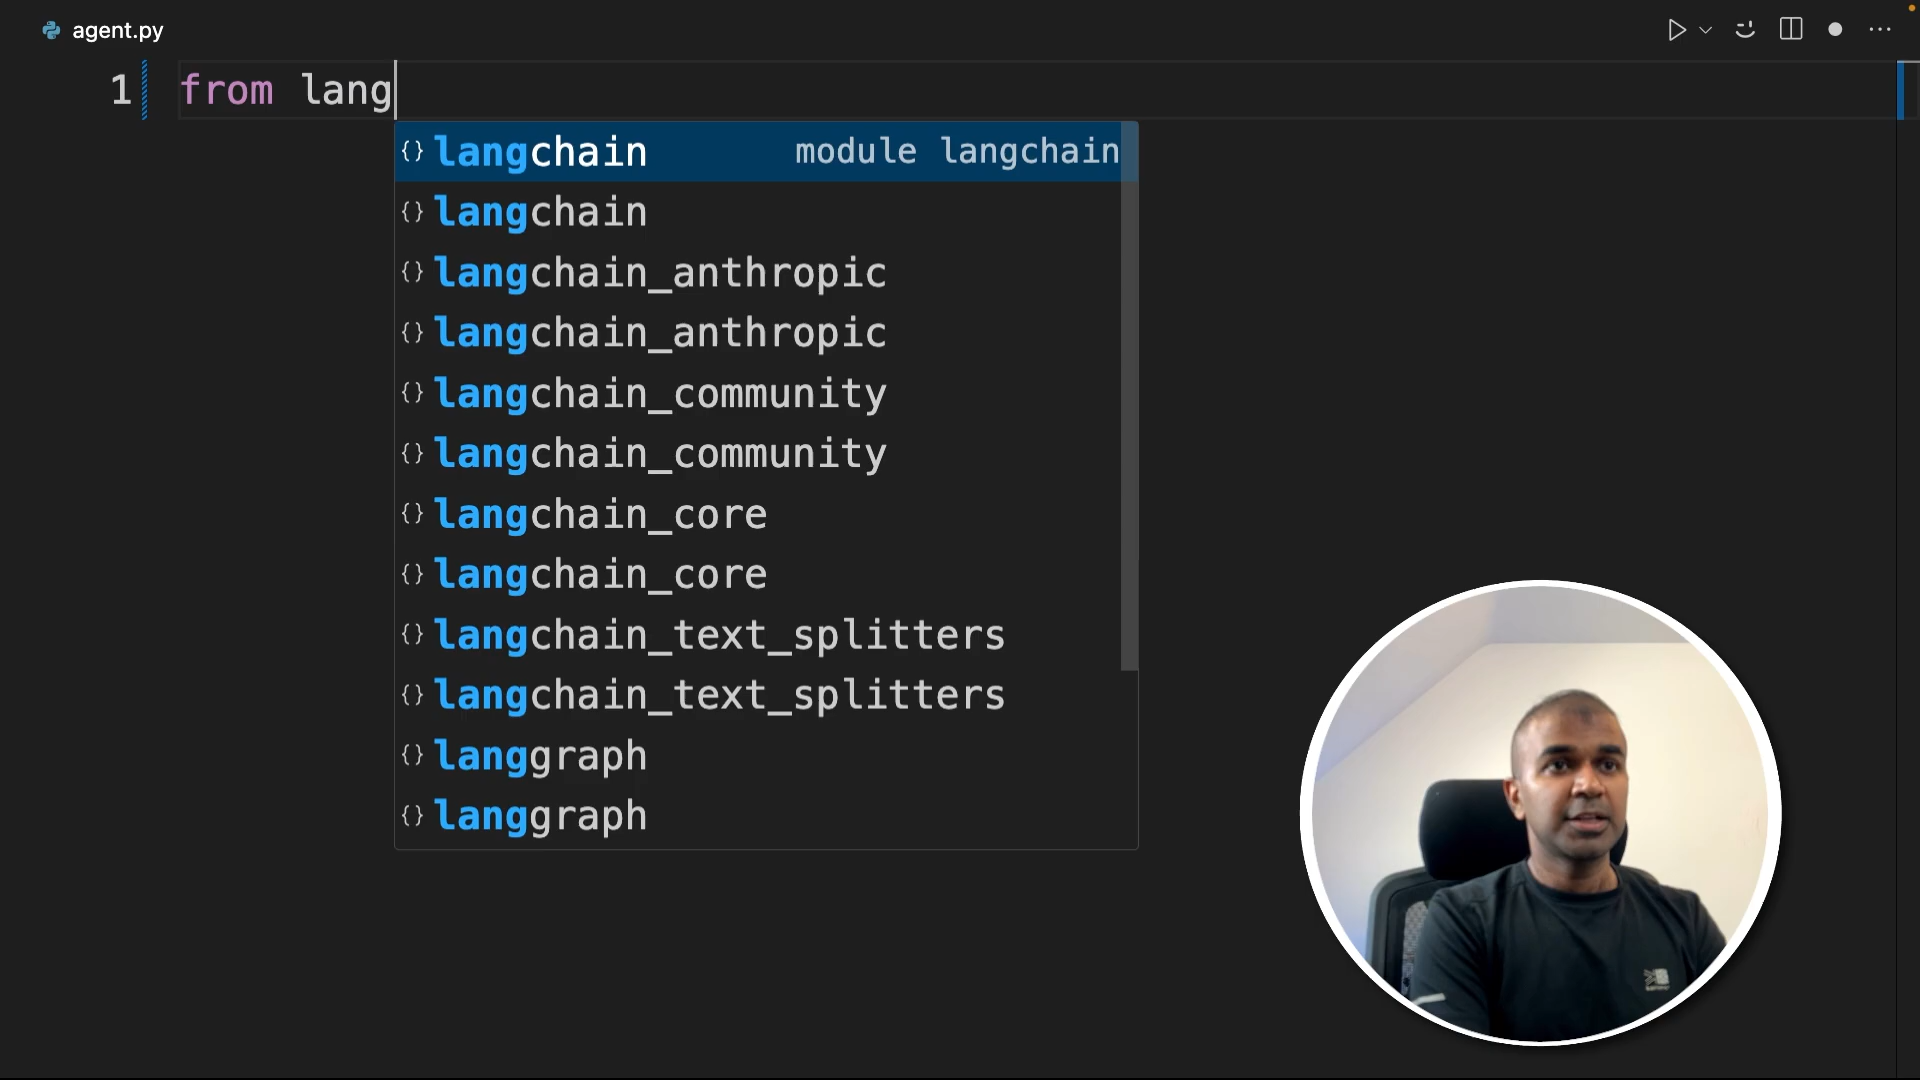 agent.py
1 from lang
langchain module langchain
langchain
langchain_anthropic
langchain_anthropic
langchain_community
langchain_community
langchain_core
langchain_core
langchain_text_splitters
langchain_text_splitters
langgraph
langgraph